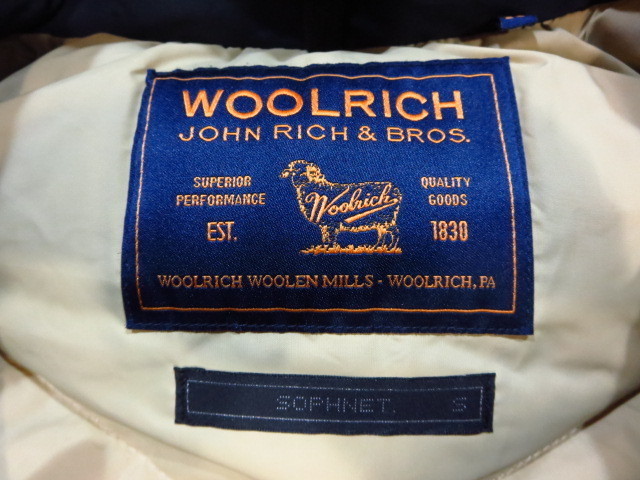 WOOLRICH
JOHN RICH & BROS.
SUPERIOR PERFORMANCE
Woolrich
QUALITY GOODS
EST. 1830
WOOLRICH WOOLEN MILLS - WOOLRICH, PA
SOPHNET. S